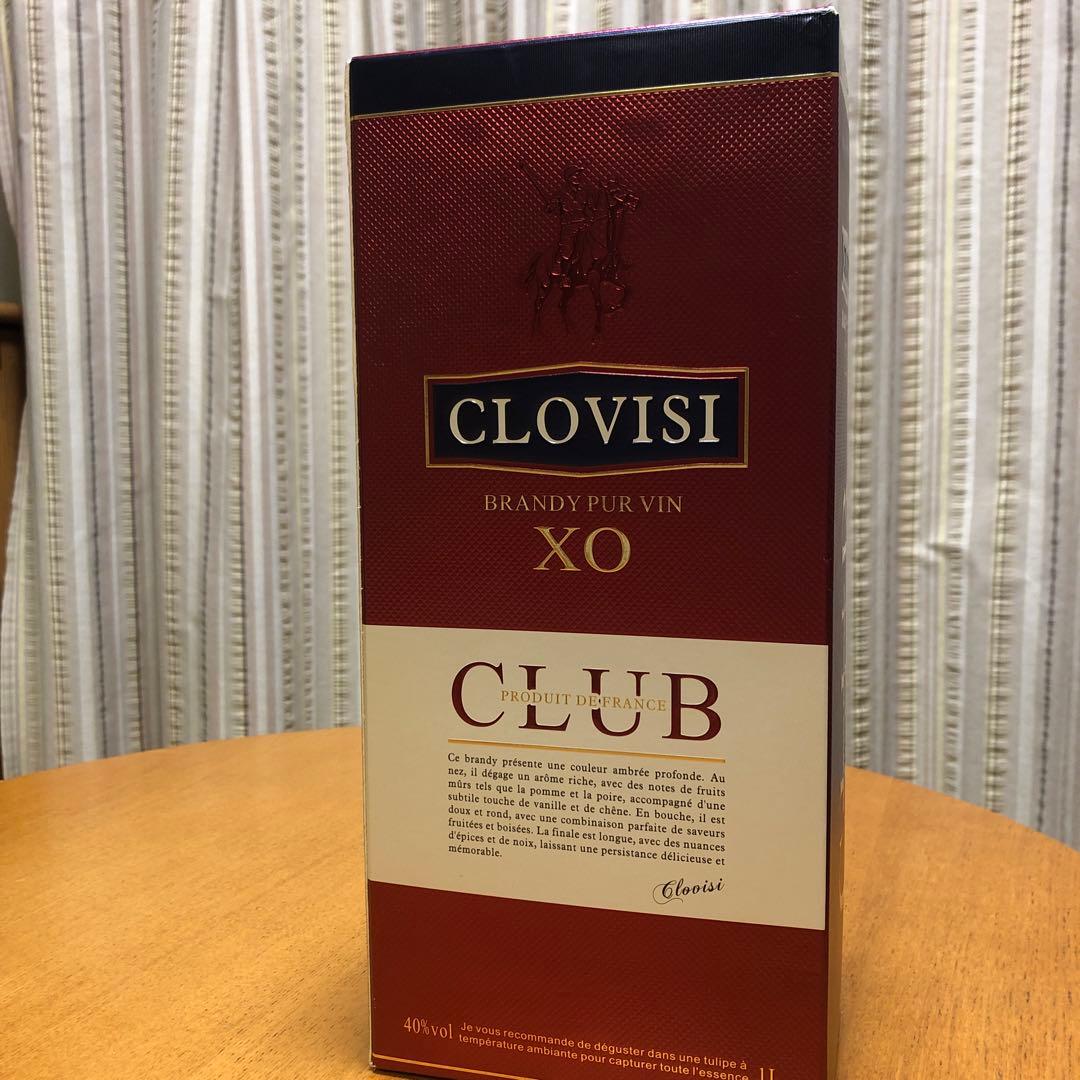 CLOVISI
BRANDY PUR VIN
XO
CLUB
PRODUIT DE FRANCE
Ce brandy présente une couleur ambrée profonde. Au
nez, il dégage un arôme riche, avec des notes de fruits
mûrs tels que la pomme et la poire, accompagné d'une
subtile touche de vanille et de chêne. En bouche, il est
doux et rond, avec une combinaison parfaite de saveurs
fruitées et boisées. La finale est longue, avec des nuances
d'épices et de noix, laissant une persistance délicieuse et
mémorable.
Clovisi
40%vol Je vous recommande de déguster dans une tulipe à
température ambiante pour capturer toute l'essence
1L